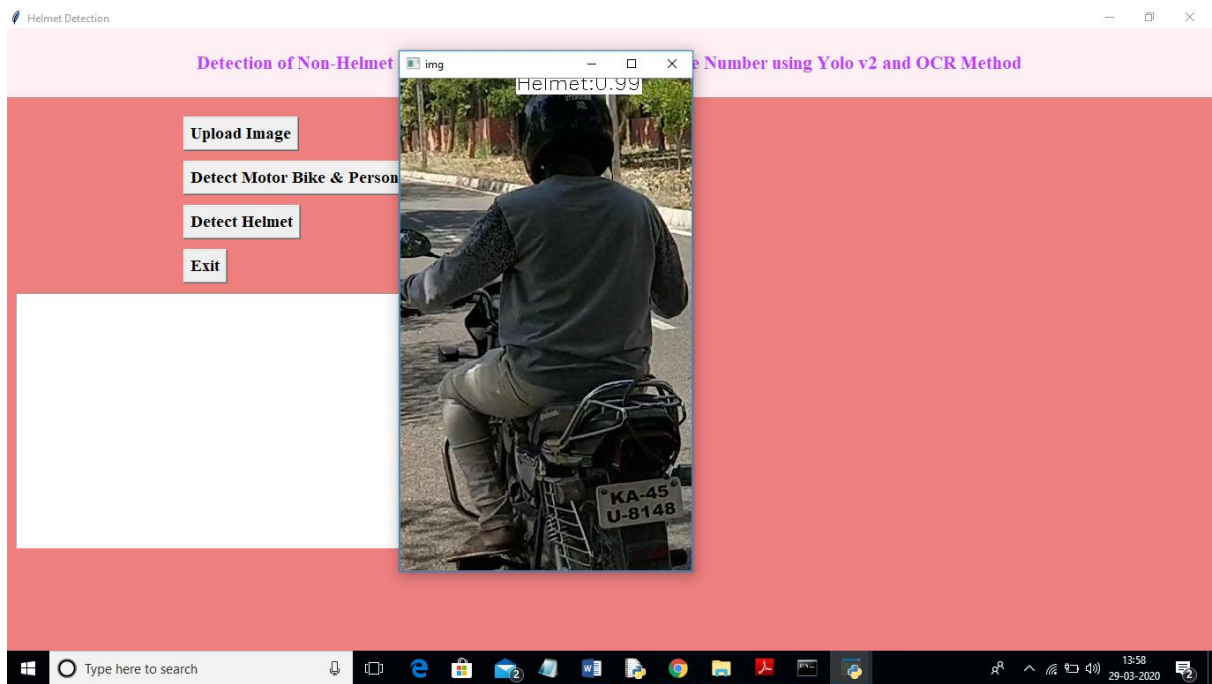 Helmet Detection
Detection of Non-Helmet
e Number using Yolo v2 and OCR Method
img
Helmet:0.99
Upload Image
Detect Motor Bike & Person
Detect Helmet
Exit
KA-45
U-8148
Type here to search
2
13:58
29-03-2020
2